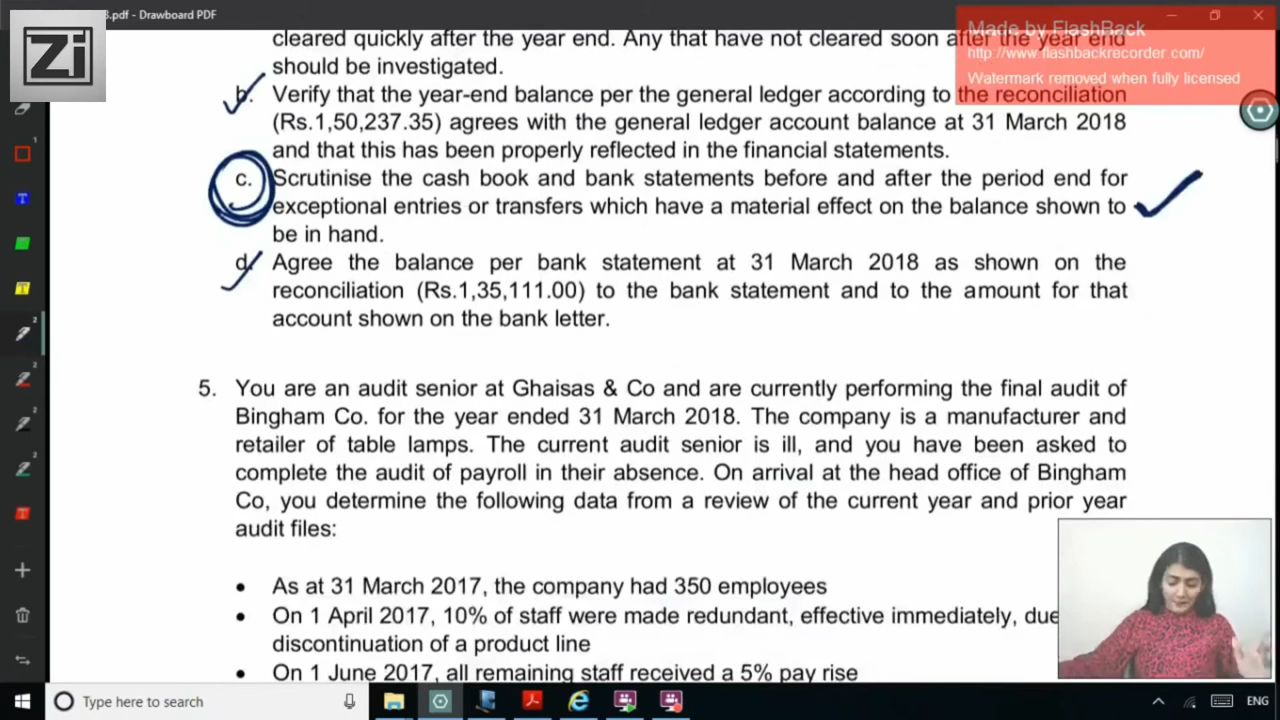 3.pdf - Drawboard PDF
Made by FlashBack
http://www.flashbackrecorder.com/
Watermark removed when fully licensed
Zi
cleared quickly after the year end. Any that have not cleared soon after the year end
should be investigated.
b. Verify that the year-end balance per the general ledger according to the reconciliation
(Rs.1,50,237.35) agrees with the general ledger account balance at 31 March 2018
and that this has been properly reflected in the financial statements.
c. Scrutinise the cash book and bank statements before and after the period end for
exceptional entries or transfers which have a material effect on the balance shown to
be in hand.
d. Agree the balance per bank statement at 31 March 2018 as shown on the
reconciliation (Rs.1,35,111.00) to the bank statement and to the amount for that
account shown on the bank letter.
5. You are an audit senior at Ghaisas & Co and are currently performing the final audit of
Bingham Co. for the year ended 31 March 2018. The company is a manufacturer and
retailer of table lamps. The current audit senior is ill, and you have been asked to
complete the audit of payroll in their absence. On arrival at the head office of Bingham
Co, you determine the following data from a review of the current year and prior year
audit files:
• As at 31 March 2017, the company had 350 employees
• On 1 April 2017, 10% of staff were made redundant, effective immediately, due
discontinuation of a product line
• On 1 June 2017, all remaining staff received a 5% pay rise
Type here to search
ENG